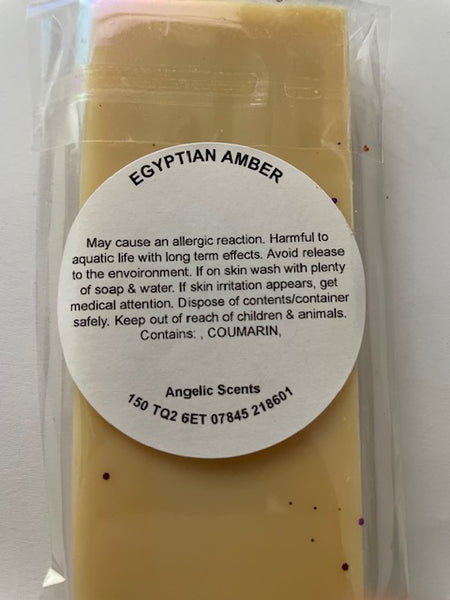 EGYPTIAN AMBER
May cause an allergic reaction. Harmful to
aquatic life with long term effects. Avoid release
to the envoironment. If on skin wash with plenty
of soap & water. If skin irritation appears, get
medical attention. Dispose of contents/container
safely. Keep out of reach of children & animals.
Contains: , COUMARIN,
Angelic Scents
150 TQ2 6ET 07845 218601